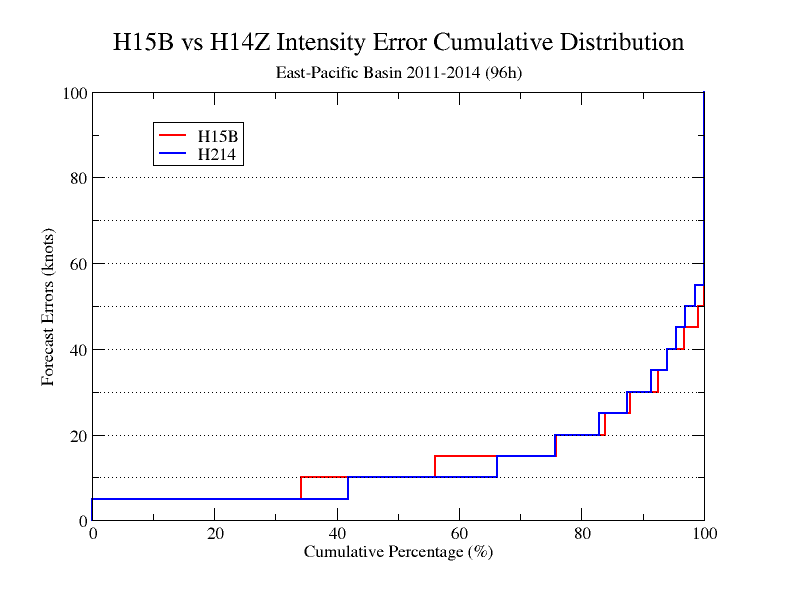 H15B vs H14Z Intensity Error Cumulative Distribution
East-Pacific Basin 2011-2014 (96h)
100
80
60
40
20
0
Forecast Errors (knots)
H15B
H214
0 20 40 60 80 100
Cumulative Percentage (%)